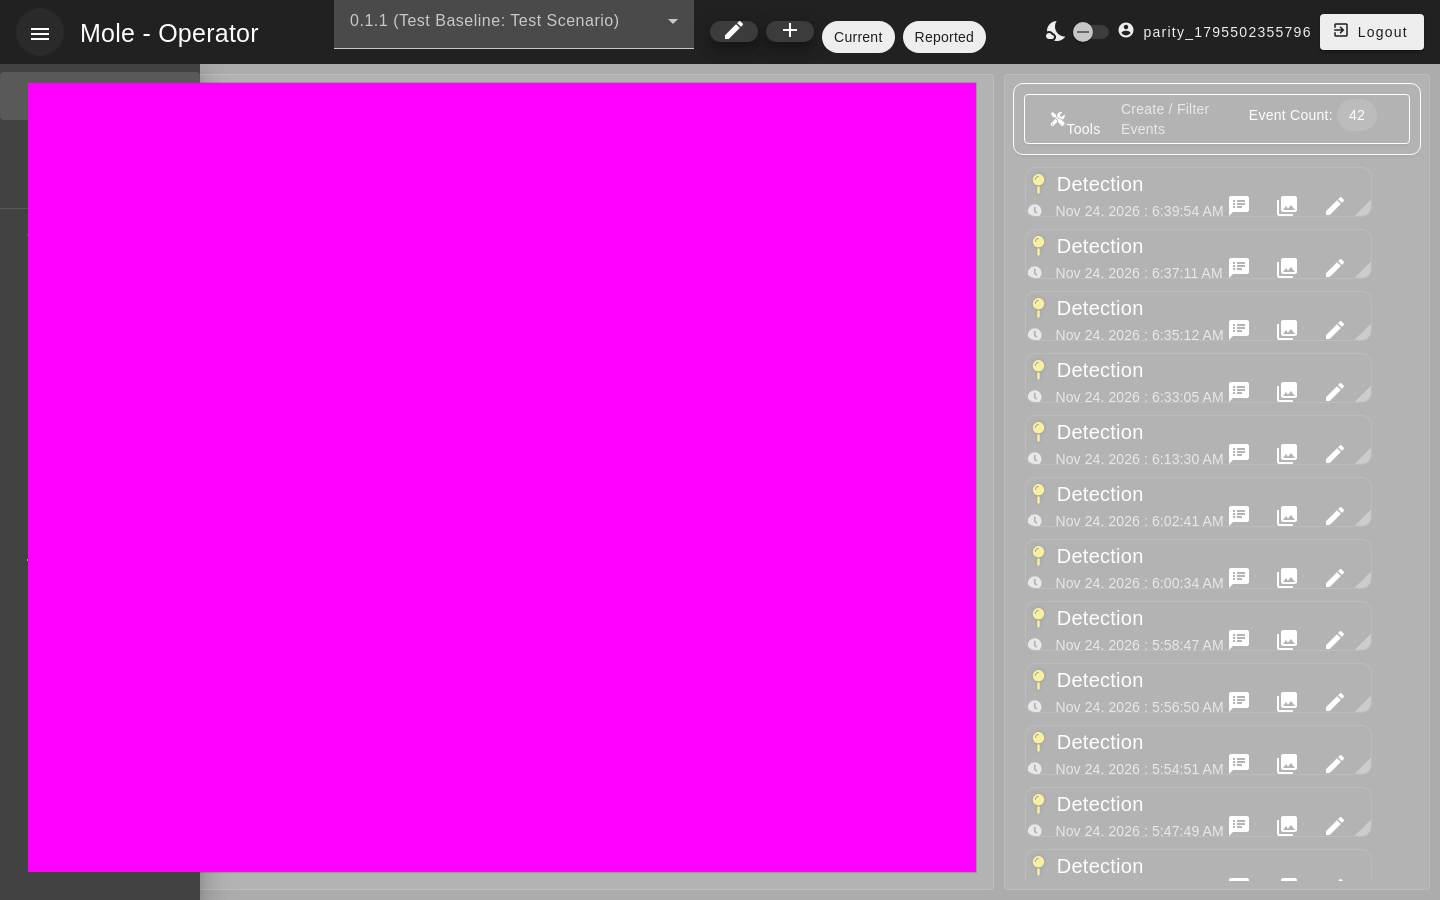 Mole - Operator
0.1.1 (Test Baseline: Test Scenario)
Current
Reported
parity_1795502355796
Logout
Tools
Create / Filter
Events
Event Count: 42
Detection
Nov 24, 2026 : 6:39:54 AM
Detection
Nov 24, 2026 : 6:37:11 AM
Detection
Nov 24, 2026 : 6:35:12 AM
Detection
Nov 24, 2026 : 6:33:05 AM
Detection
Nov 24, 2026 : 6:13:30 AM
Detection
Nov 24, 2026 : 6:02:41 AM
Detection
Nov 24, 2026 : 6:00:34 AM
Detection
Nov 24, 2026 : 5:58:47 AM
Detection
Nov 24, 2026 : 5:56:50 AM
Detection
Nov 24, 2026 : 5:54:51 AM
Detection
Nov 24, 2026 : 5:47:49 AM
Detection